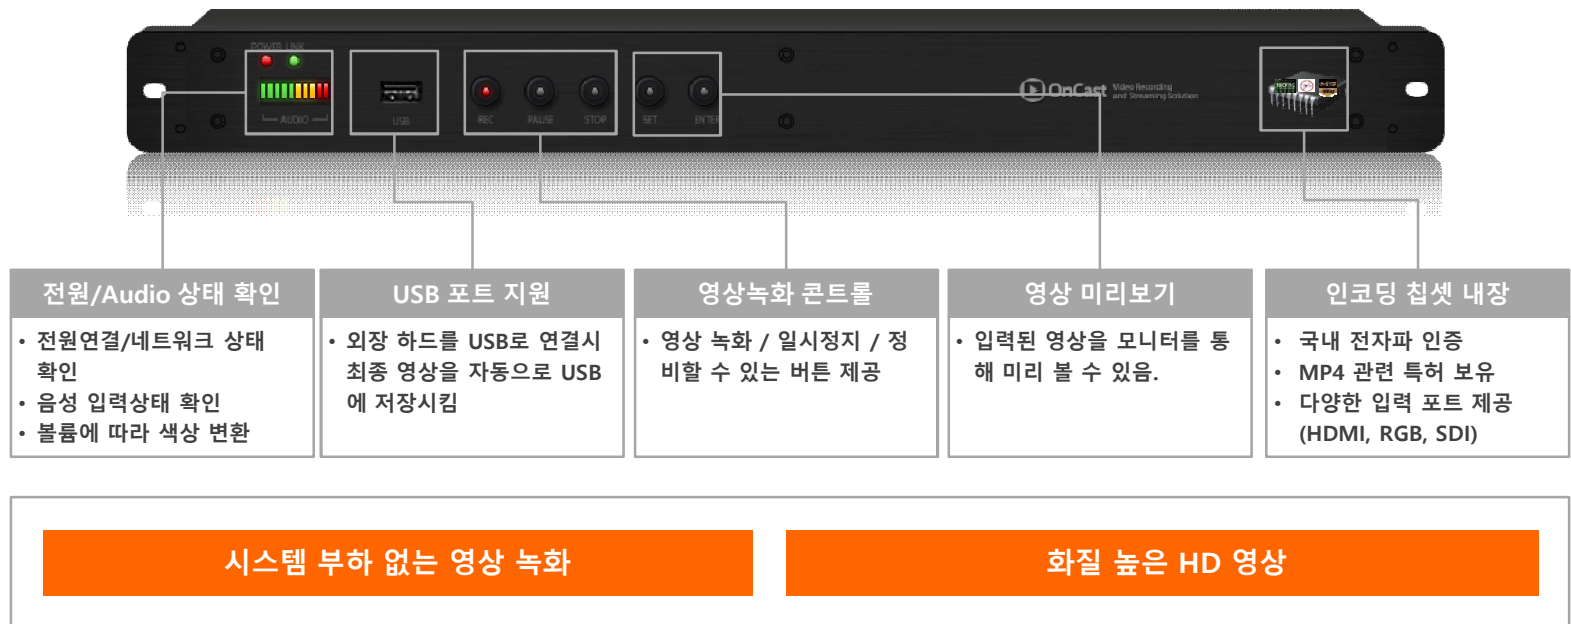 POWER LINK
AUDIO
USB
REC
PAUSE
STOP
SET
ENTER
OnCast
Video Recording
and Streaming Solution
전원/Audio 상태 확인
• 전원연결/네트워크 상태
확인
• 음성 입력상태 확인
• 볼륨에 따라 색상 변환
USB 포트 지원
• 외장 하드를 USB로 연결시
최종 영상을 자동으로 USB
에 저장시킴
영상녹화 콘트롤
• 영상 녹화 / 일시정지 / 정
비할 수 있는 버튼 제공
영상 미리보기
• 입력된 영상을 모니터를 통
해 미리 볼 수 있음.
인코딩 칩셋 내장
• 국내 전자파 인증
• MP4 관련 특허 보유
• 다양한 입력 포트 제공
(HDMI, RGB, SDI)
시스템 부하 없는 영상 녹화
화질 높은 HD 영상